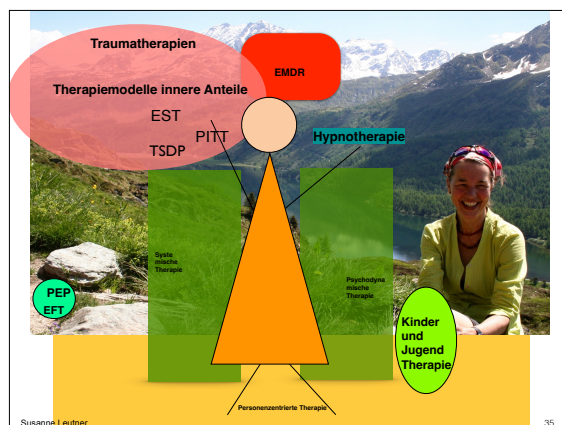 Traumatherapien
EMDR
Therapiemodelle innere Anteile
EST
PITT
Hypnotherapie
TSDP
Syste
mische
Therapie
Psychodyna
mische
Therapie
PEP
EFT
Kinder
und
Jugend
Therapie
Personenzentrierte Therapie
Susanne Leutner
35